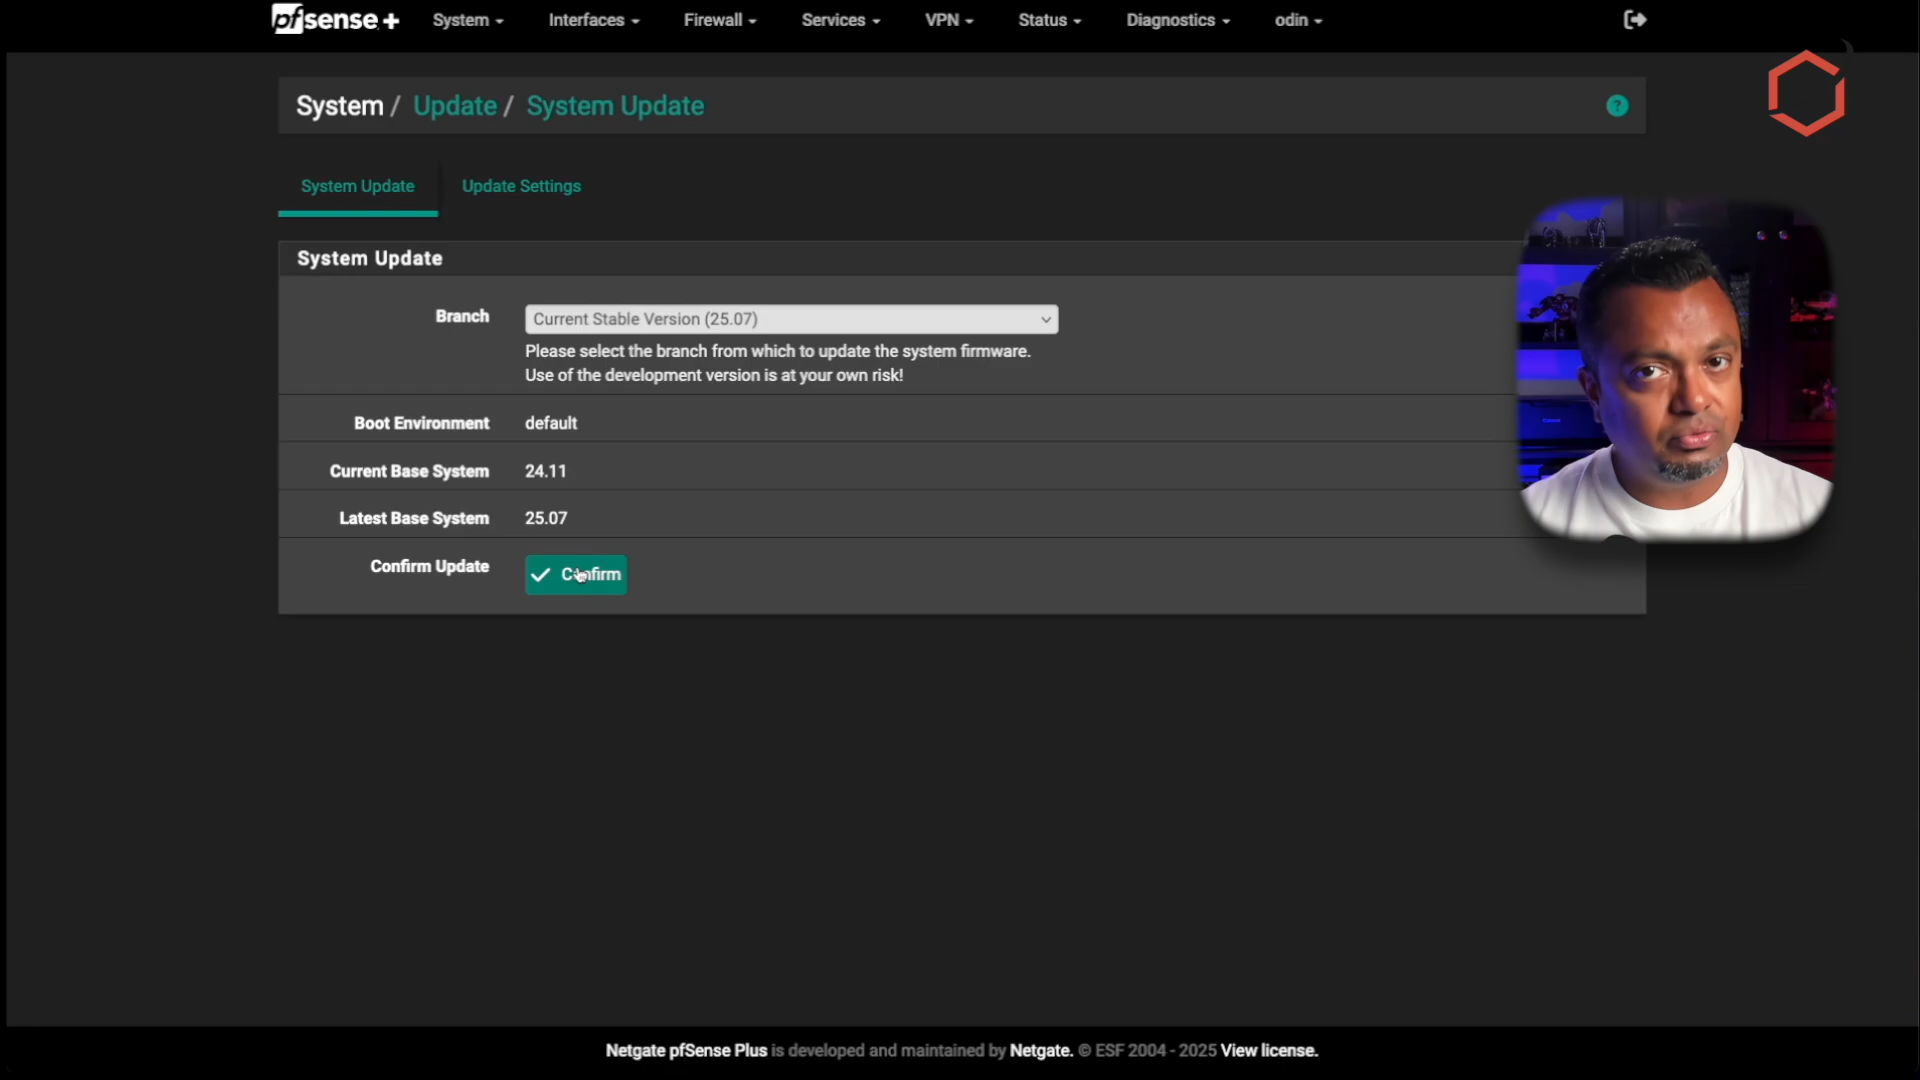 pfsense +
System
Interfaces
Firewall
Services
VPN
Status
Diagnostics
odin
System / Update / System Update
?
System Update
Update Settings
System Update
Branch
Current Stable Version (25.07)
Please select the branch from which to update the system firmware.
Use of the development version is at your own risk!
Boot Environment
default
Current Base System
24.11
Latest Base System
25.07
Confirm Update
Confirm
Netgate pfSense Plus is developed and maintained by Netgate. © ESF 2004 - 2025 View license.